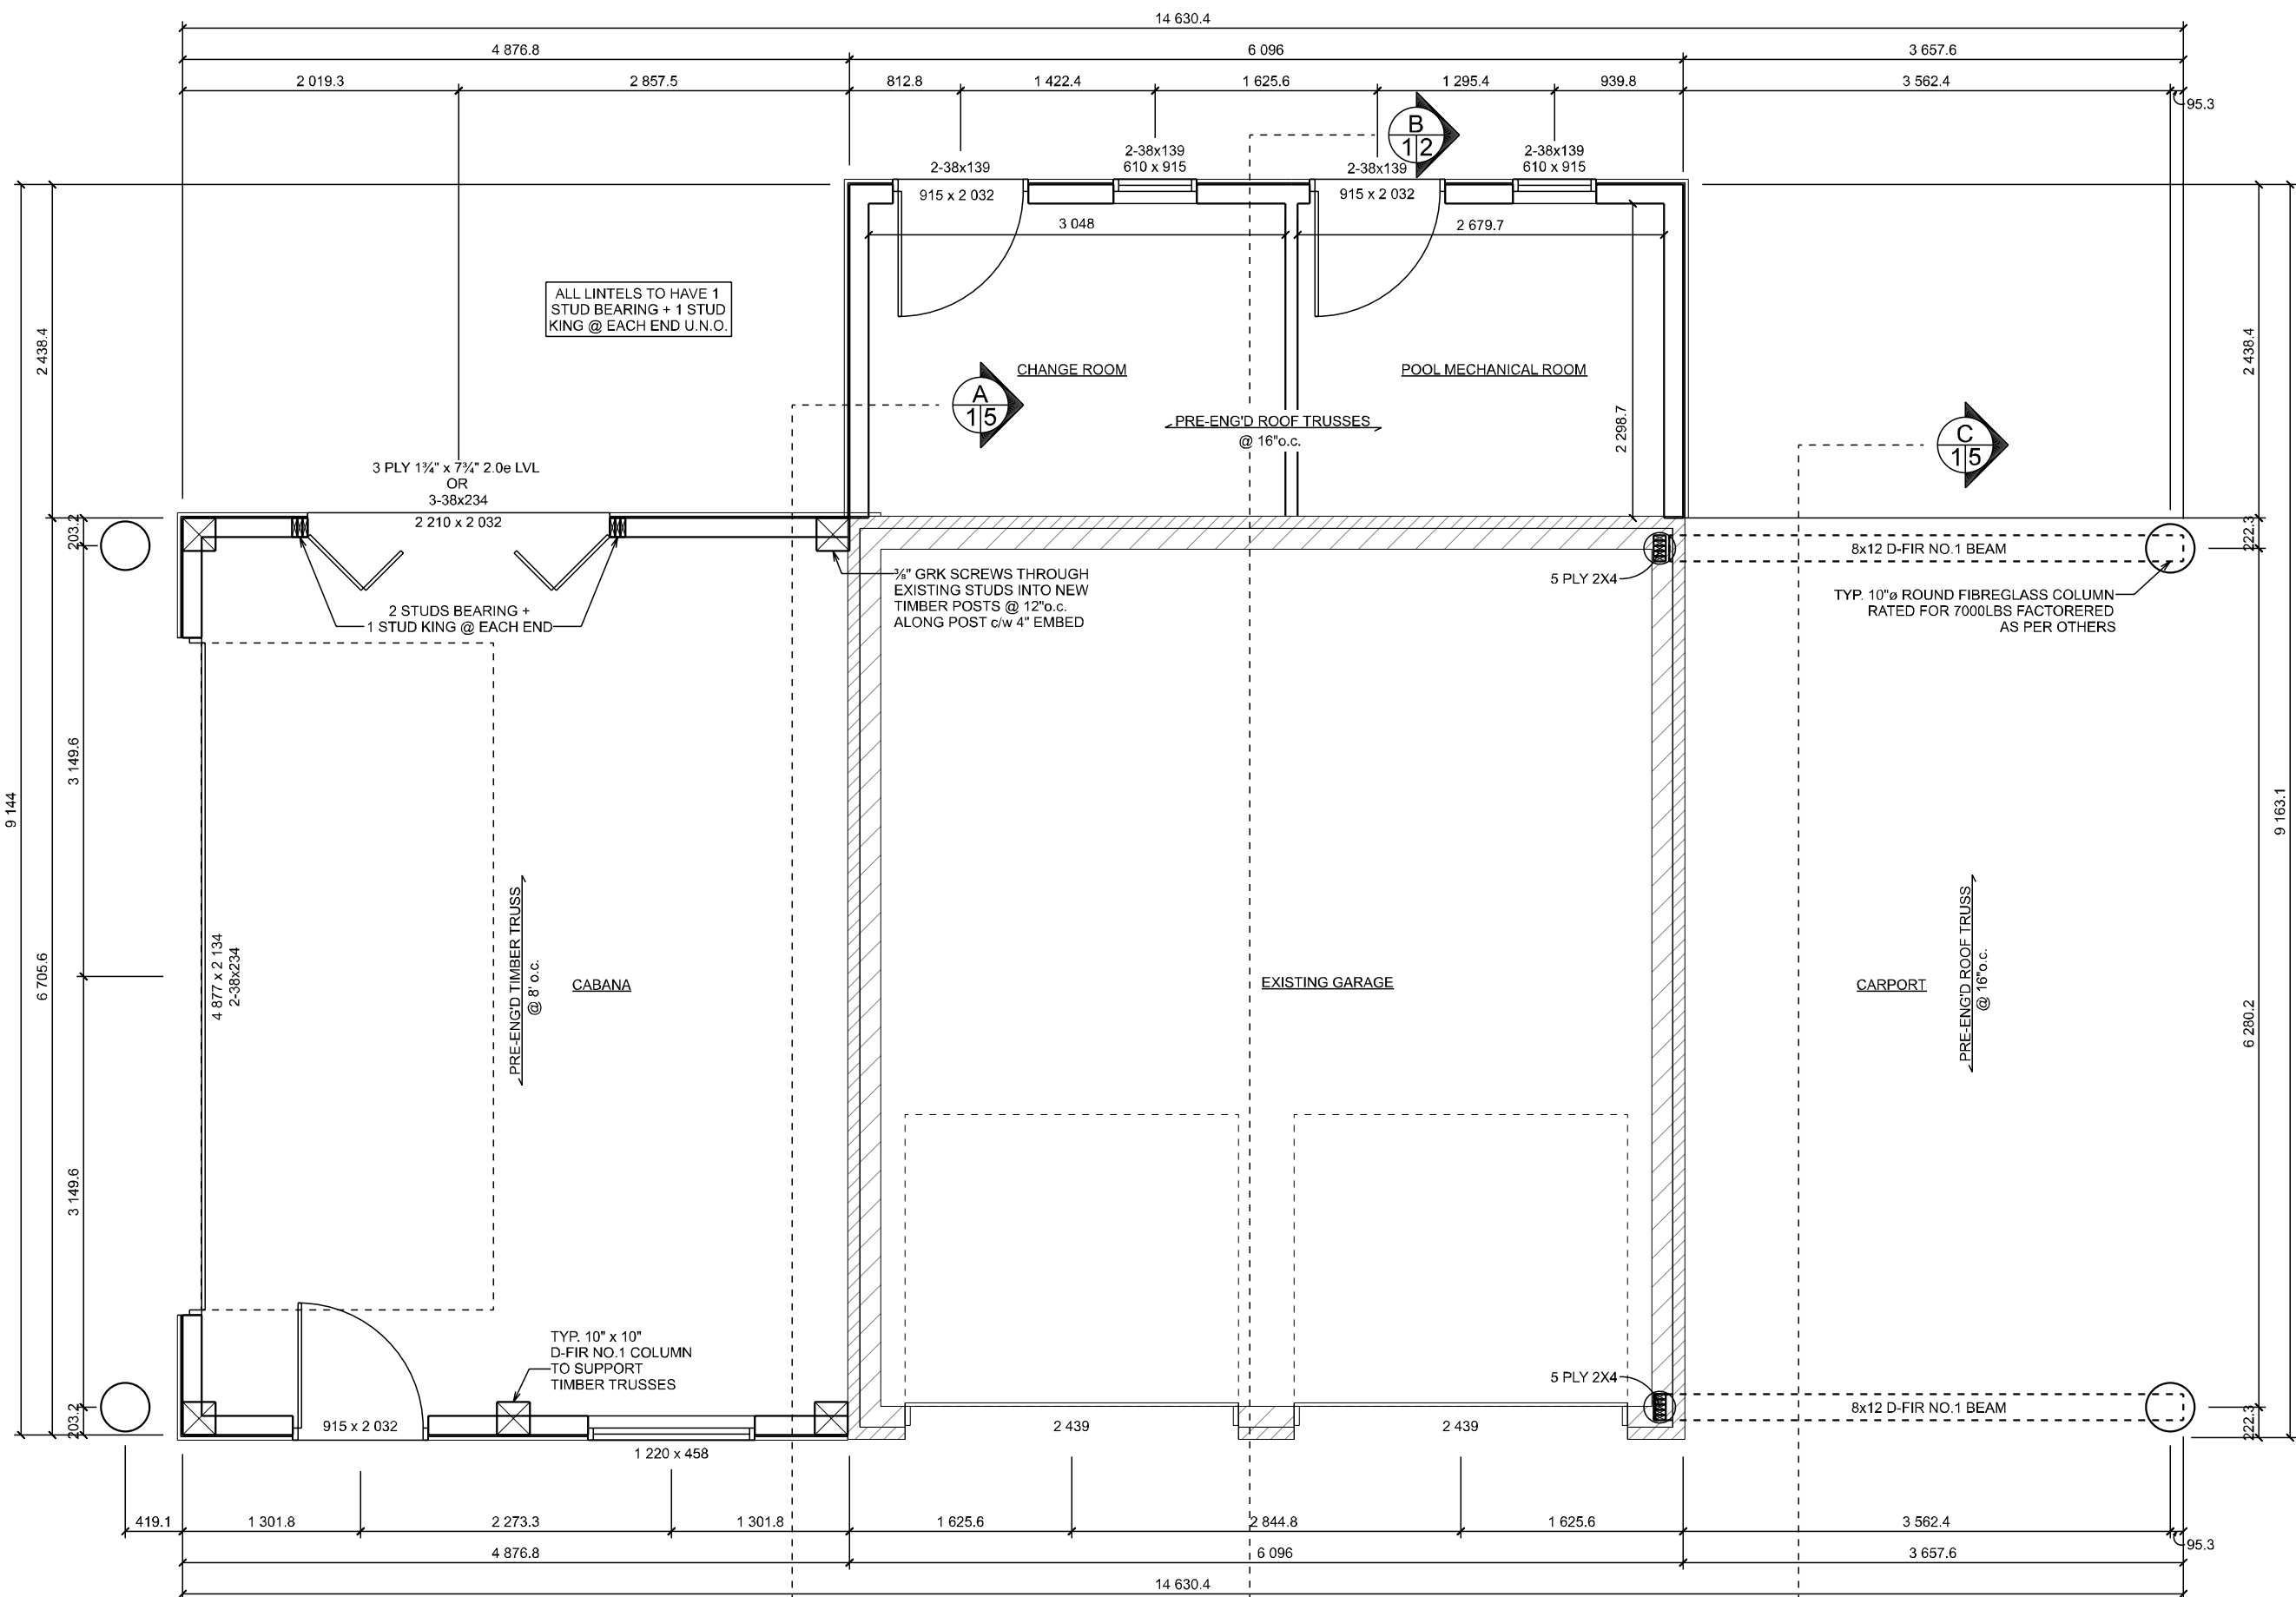 14 630.4
4 876.8
6 096
3 657.6
2 019.3
2 857.5
812.8
1 422.4
1 625.6
1 295.4
939.8
3 562.4
95.3
B
1 2
2-38x139
2-38x139
610 x 915
2-38x139
2-38x139
610 x 915
915 x 2 032
915 x 2 032
3 048
2 679.7
ALL LINTELS TO HAVE 1
STUD BEARING + 1 STUD
KING @ EACH END U.N.O.
2 438.4
2 438.4
CHANGE ROOM
POOL MECHANICAL ROOM
A
1 5
PRE-ENG'D ROOF TRUSSES
@ 16"o.c.
2 298.7
C
1 5
3 PLY 1¾" x 7¾" 2.0e LVL
OR
3-38x234
2 210 x 2 032
203.2
222.3
8x12 D-FIR NO.1 BEAM
5 PLY 2X4
⅜" GRK SCREWS THROUGH
EXISTING STUDS INTO NEW
TIMBER POSTS @ 12"o.c.
ALONG POST c/w 4" EMBED
2 STUDS BEARING +
1 STUD KING @ EACH END
TYP. 10"ø ROUND FIBREGLASS COLUMN
RATED FOR 7000LBS FACTORERED
AS PER OTHERS
9 144
6 705.6
3 149.6
3 149.6
4 877 x 2 134
2-38x234
PRE-ENG'D TIMBER TRUSS
@ 8' o.c.
CABANA
EXISTING GARAGE
CARPORT
PRE-ENG'D ROOF TRUSS
@ 16"o.c.
6 280.2
9 163.1
TYP. 10" x 10"
D-FIR NO.1 COLUMN
TO SUPPORT
TIMBER TRUSSES
5 PLY 2X4
8x12 D-FIR NO.1 BEAM
203.2
222.3
915 x 2 032
1 220 x 458
2 439
2 439
419.1
1 301.8
2 273.3
1 301.8
1 625.6
2 844.8
1 625.6
3 562.4
95.3
4 876.8
6 096
3 657.6
14 630.4